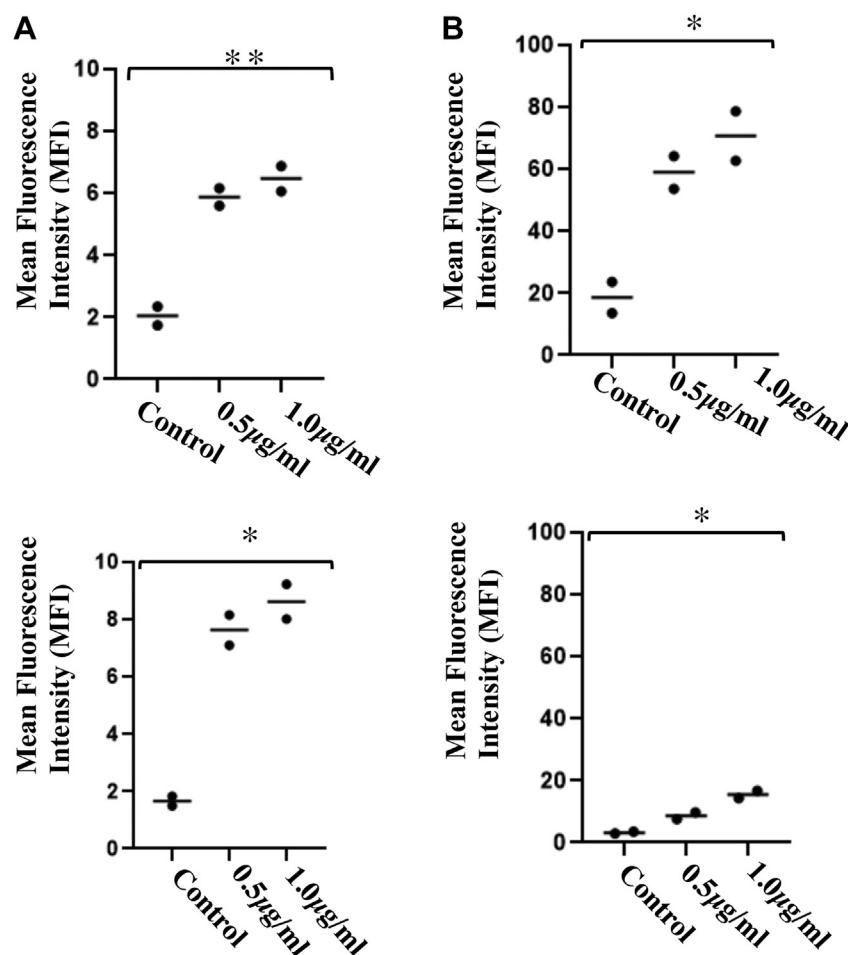 A
**
Mean Fluorescence
Intensity (MFI)
10
8
6
4
2
0
Control
0.5µg/ml
1.0µg/ml
B
*
Mean Fluorescence
Intensity (MFI)
100
80
60
40
20
0
Control
0.5µg/ml
1.0µg/ml
*
Mean Fluorescence
Intensity (MFI)
10
8
6
4
2
0
Control
0.5µg/ml
1.0µg/ml
*
Mean Fluorescence
Intensity (MFI)
100
80
60
40
20
0
Control
0.5µg/ml
1.0µg/ml